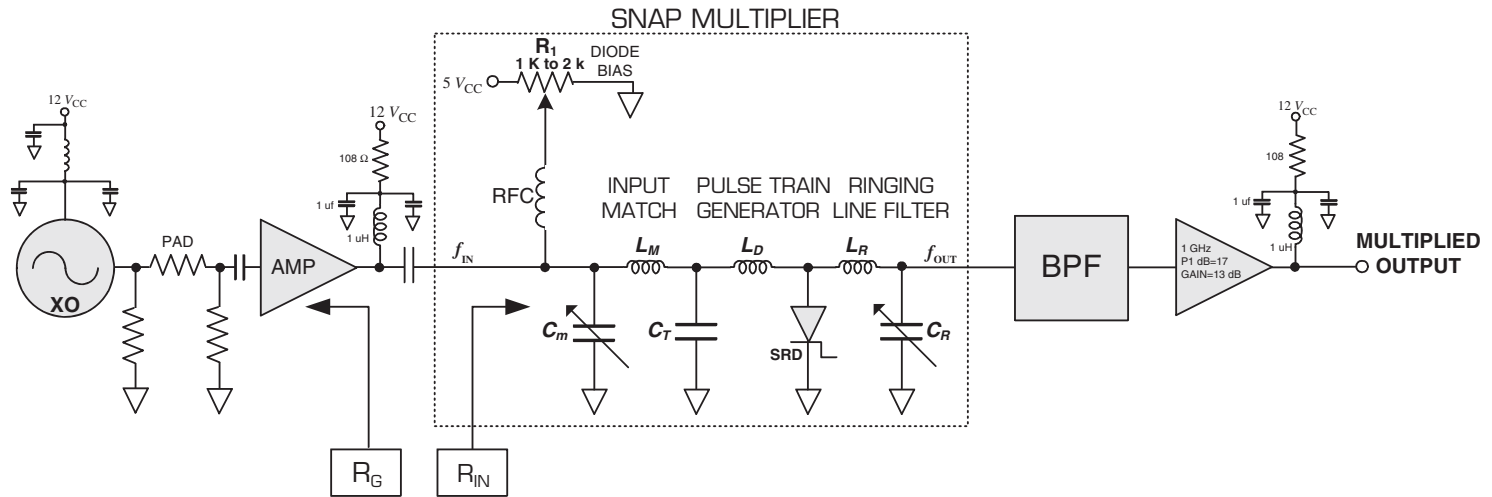 SNAP MULTIPLIER
R1
1 K to 2 k
DIODE
BIAS
5 VCC
12 VCC
12 VCC
12 VCC
108 Ω
108
RFC
INPUT
MATCH
PULSE TRAIN
GENERATOR
RINGING
LINE FILTER
1 uf
1 uH
1 uf
1 uH
PAD
XO
AMP
fIN
LM
LD
LR
fOUT
BPF
1 GHz
P1 dB=17
GAIN=13 dB
MULTIPLIED
OUTPUT
Cm
CT
SRD
CR
RG
RIN